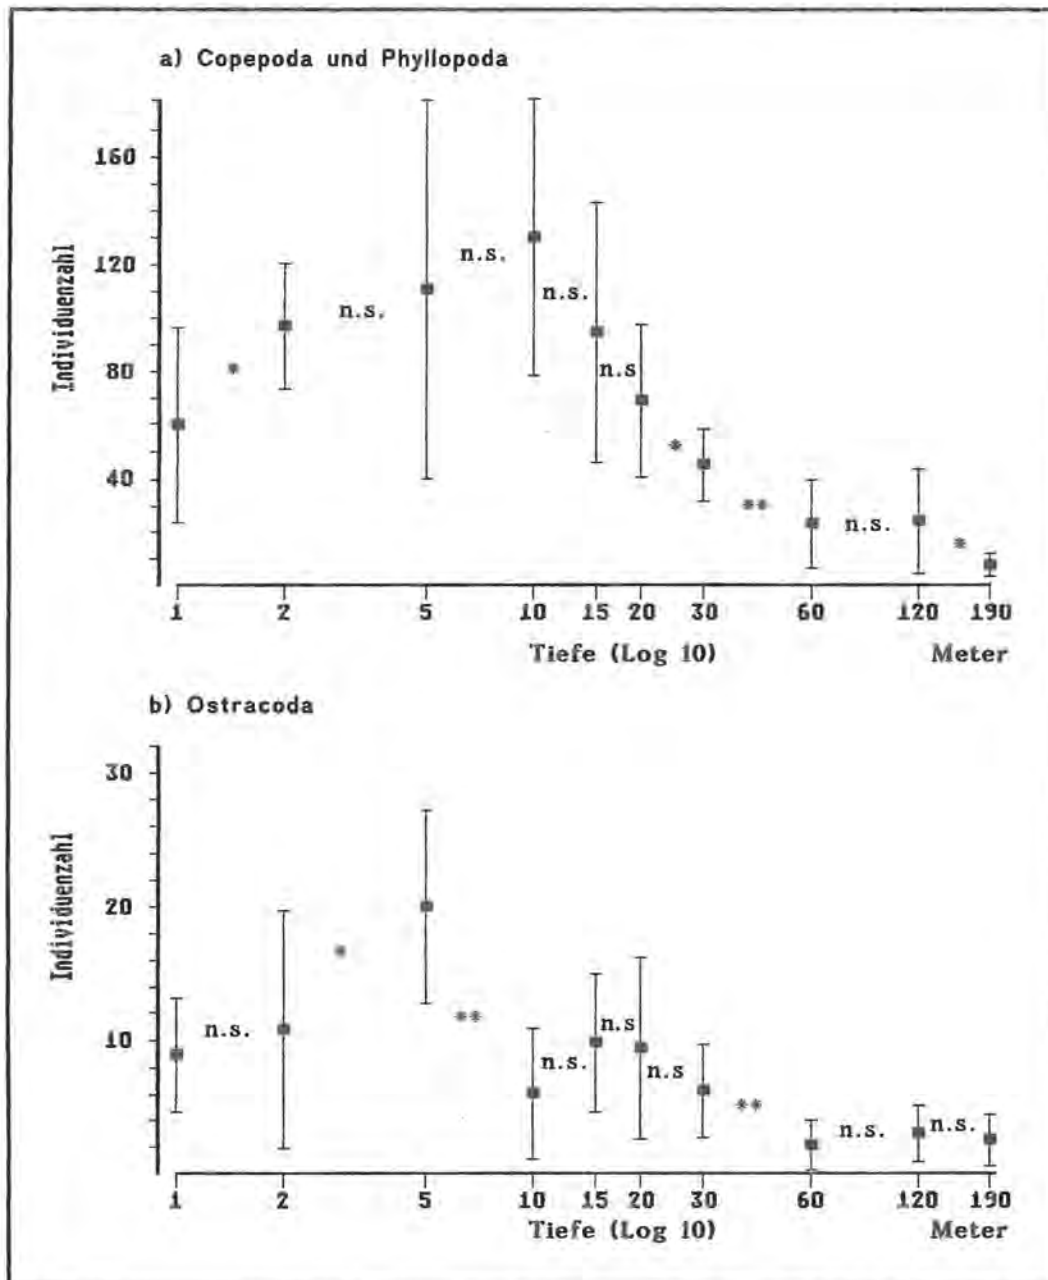 a) Copepoda und Phyllopoda
Individuenzahl
160
120
80
40
*
n.s.
n.s.
n.s.
n.s
*
**
n.s.
*
1 2 5 10 15 20 30 60 120 190
Tiefe (Log 10) Meter
b) Ostracoda
Individuenzahl
30
20
10
n.s.
*
**
n.s.
n.s
n.s
**
n.s.
n.s.
1 2 5 10 15 20 30 60 120 190
Tiefe (Log 10) Meter